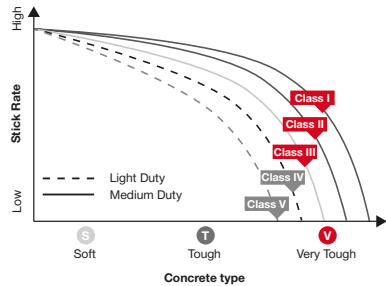 High
Stick Rate
Low
Class I
Class II
Class III
Class IV
Class V
Light Duty
Medium Duty
S
T
V
Soft
Tough
Very Tough
Concrete type